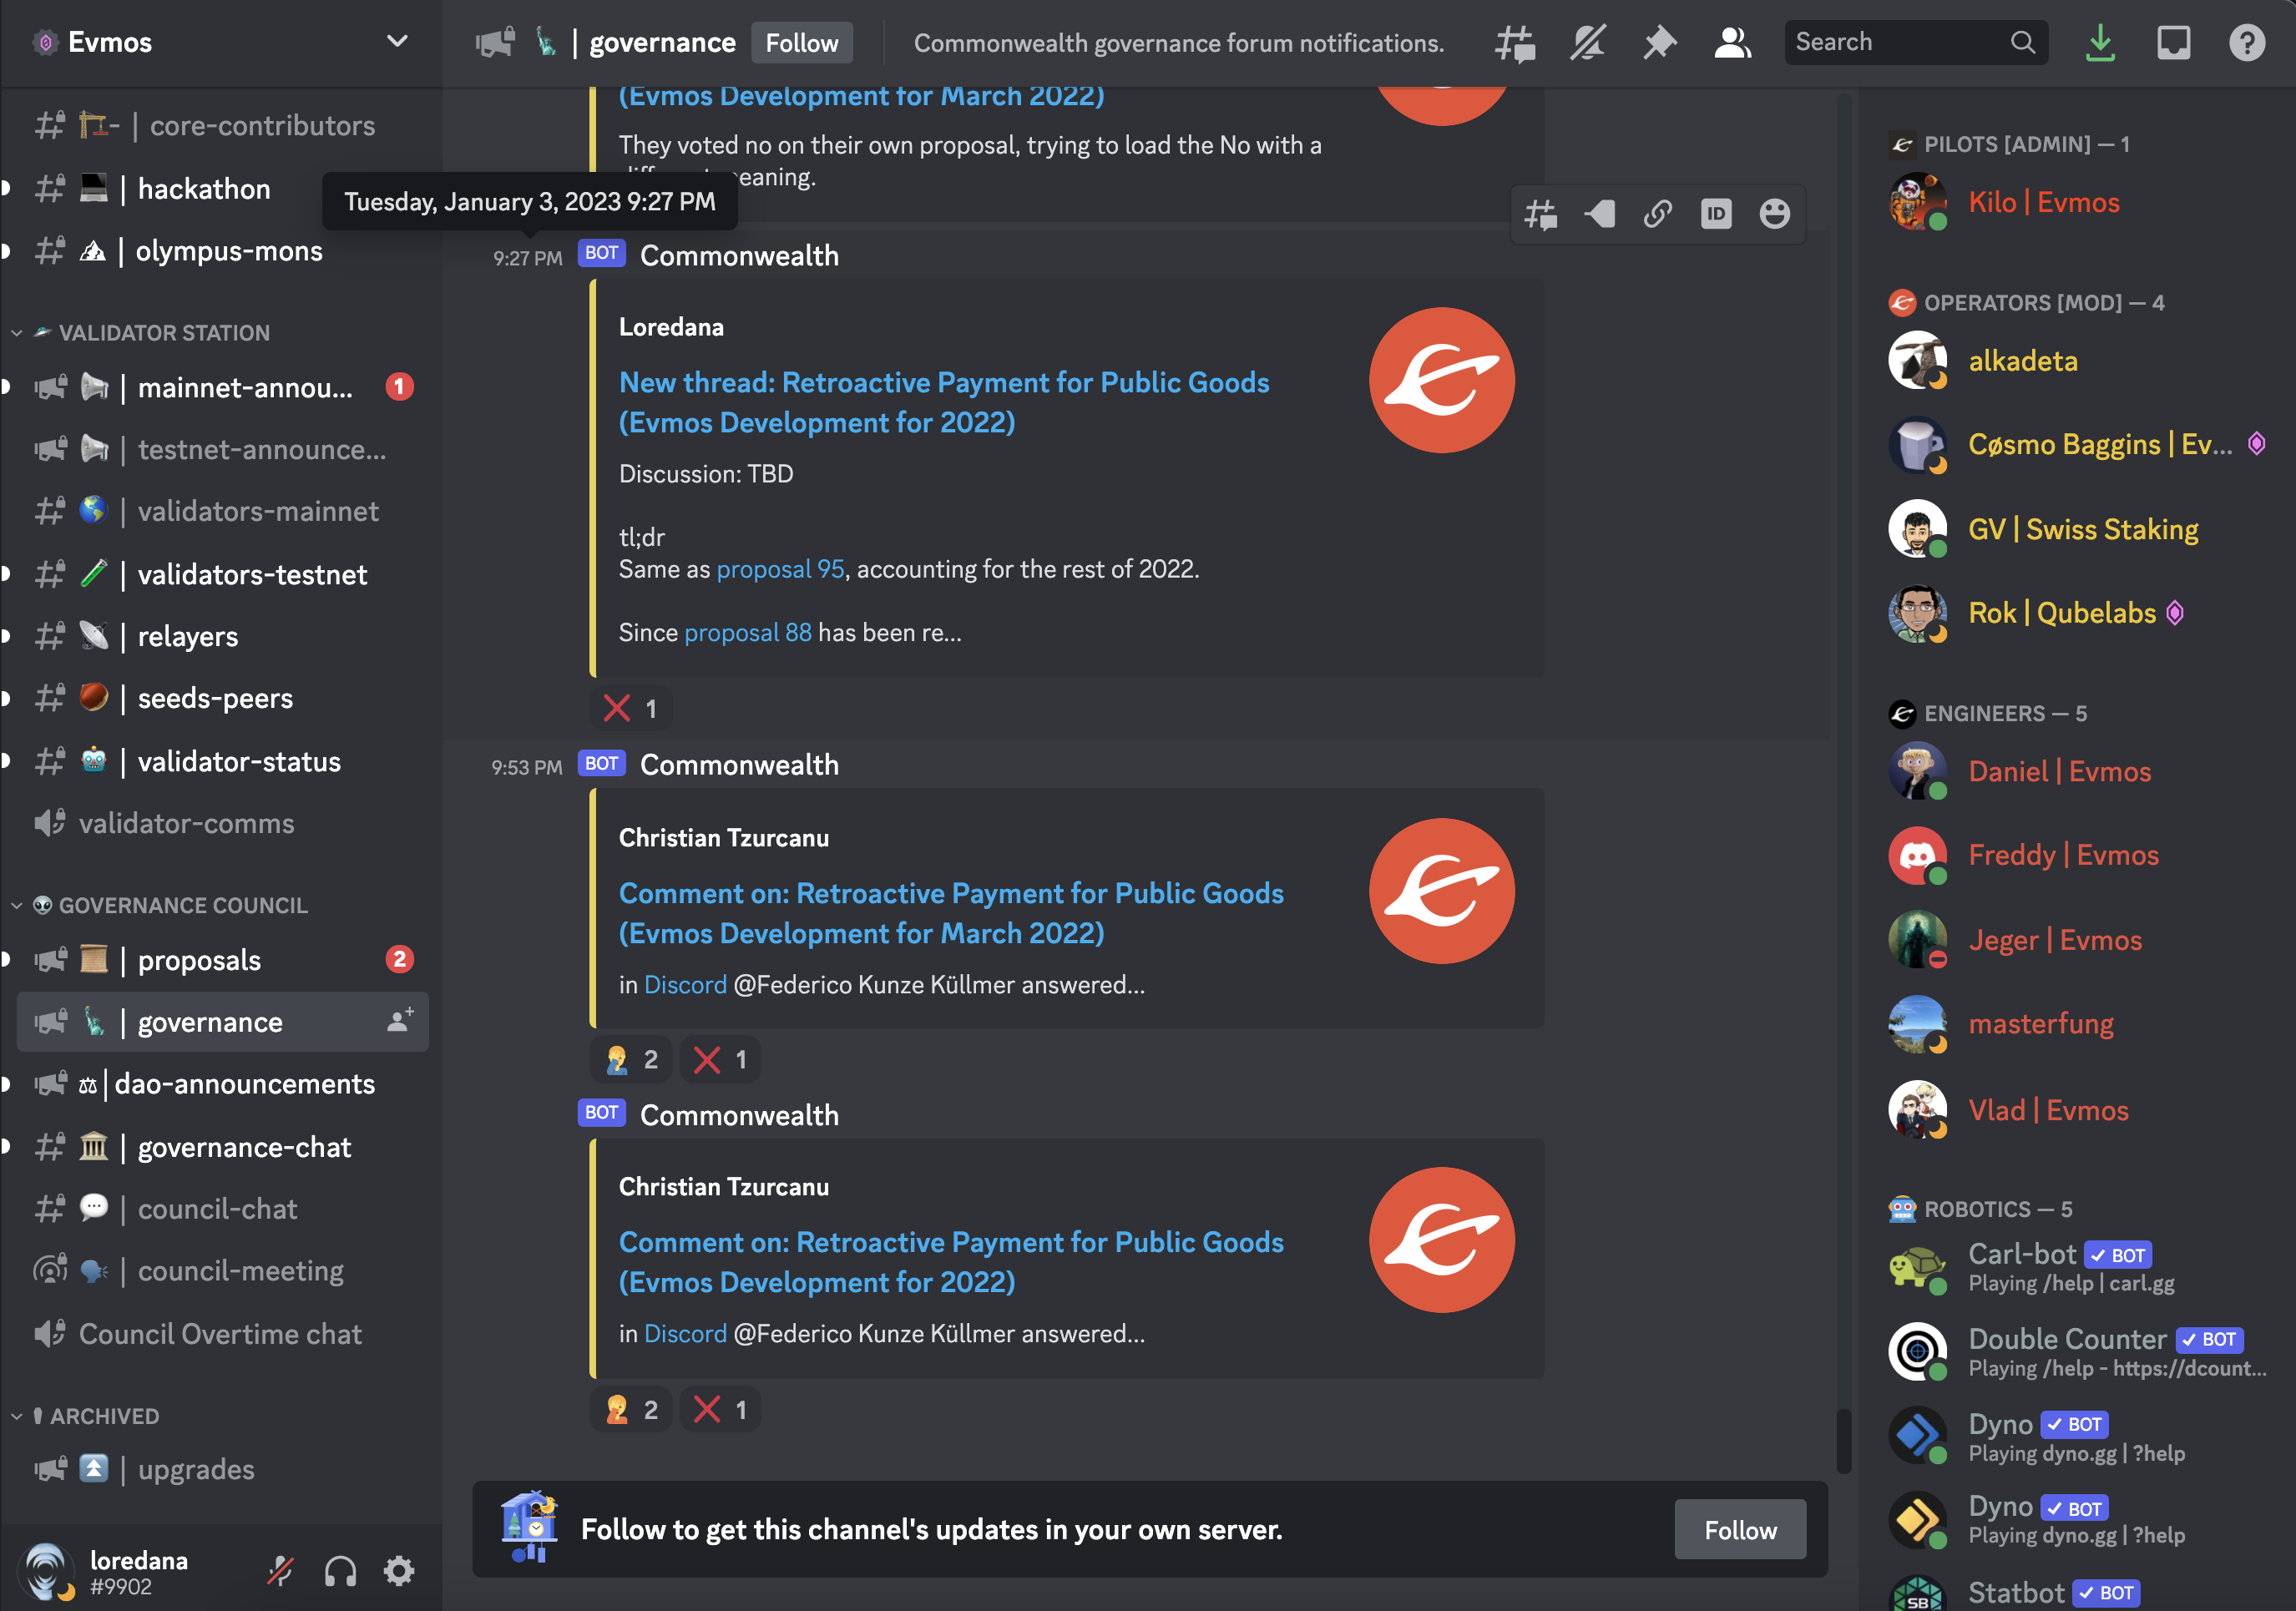 Evmos
| governance
Follow
Commonwealth governance forum notifications.
Search
- | core-contributors
| hackathon
| olympus-mons
VALIDATOR STATION
| mainnet-annou...
1
| testnet-announce...
| validators-mainnet
| validators-testnet
| relayers
| seeds-peers
| validator-status
validator-comms
GOVERNANCE COUNCIL
| proposals
2
| governance
| dao-announcements
| governance-chat
| council-chat
| council-meeting
Council Overtime chat
ARCHIVED
| upgrades
loredana
#9902
(Evmos Development for March 2022)
They voted no on their own proposal, trying to load the No with a
meaning.
Tuesday, January 3, 2023 9:27 PM
ID
9:27 PM BOT Commonwealth
Loredana
New thread: Retroactive Payment for Public Goods
(Evmos Development for 2022)
Discussion: TBD
tl;dr
Same as proposal 95, accounting for the rest of 2022.
Since proposal 88 has been re...
1
9:53 PM BOT Commonwealth
Christian Tzurcanu
Comment on: Retroactive Payment for Public Goods
(Evmos Development for March 2022)
in Discord @Federico Kunze Küllmer answered...
2 1
BOT Commonwealth
Christian Tzurcanu
Comment on: Retroactive Payment for Public Goods
(Evmos Development for 2022)
in Discord @Federico Kunze Küllmer answered...
2 1
Follow to get this channel's updates in your own server.
Follow
PILOTS [ADMIN] — 1
Kilo | Evmos
OPERATORS [MOD] — 4
alkadeta
Cøsmo Baggins | Ev...
GV | Swiss Staking
Rok | Qubelabs
ENGINEERS — 5
Daniel | Evmos
Freddy | Evmos
Jeger | Evmos
masterfung
Vlad | Evmos
ROBOTICS — 5
Carl-bot BOT
Playing /help | carl.gg
Double Counter BOT
Playing /help - https://dcount...
Dyno BOT
Playing dyno.gg | ?help
Dyno BOT
Playing dyno.gg | ?help
SB
Statbot BOT